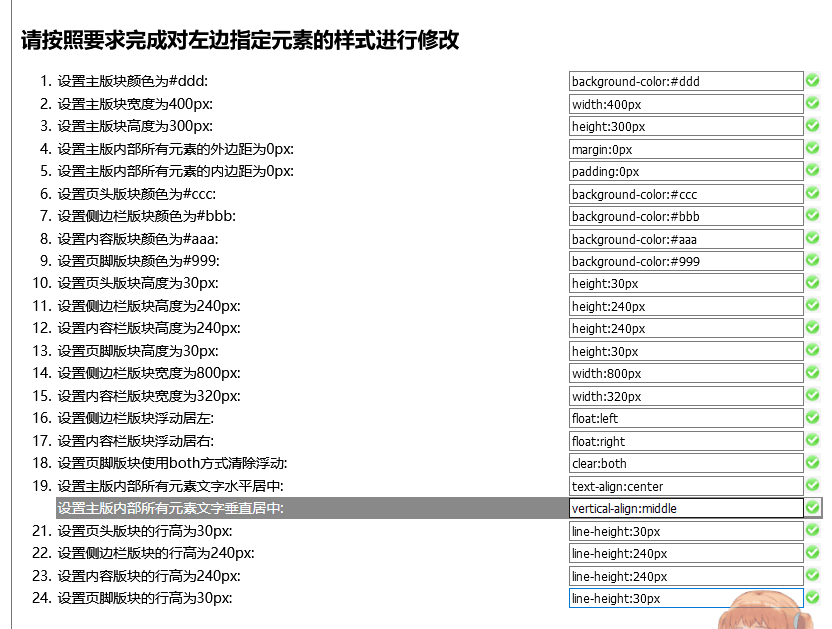 请按照要求完成对左边指定元素的样式进行修改
1. 设置主版块颜色为#ddd: background-color:#ddd
2. 设置主版块宽度为400px: width:400px
3. 设置主版块高度为300px: height:300px
4. 设置主版内部所有元素的外边距为0px: margin:0px
5. 设置主版内部所有元素的内边距为0px: padding:0px
6. 设置页头版块颜色为#ccc: background-color:#ccc
7. 设置侧边栏版块颜色为#bbb: background-color:#bbb
8. 设置内容版块颜色为#aaa: background-color:#aaa
9. 设置页脚版块颜色为#999: background-color:#999
10. 设置页头版块高度为30px: height:30px
11. 设置侧边栏版块高度为240px: height:240px
12. 设置内容栏版块高度为240px: height:240px
13. 设置页脚版块高度为30px: height:30px
14. 设置侧边栏版块宽度为800px: width:800px
15. 设置内容栏版块宽度为320px: width:320px
16. 设置侧边栏版块浮动居左: float:left
17. 设置内容栏版块浮动居右: float:right
18. 设置页脚版块使用both方式清除浮动: clear:both
19. 设置主版内部所有元素文字水平居中: text-align:center
设置主版内部所有元素文字垂直居中: vertical-align:middle
21. 设置页头版块的行高为30px: line-height:30px
22. 设置侧边栏版块的行高为240px: line-height:240px
23. 设置内容版块的行高为240px: line-height:240px
24. 设置页脚版块的行高为30px: line-height:30px